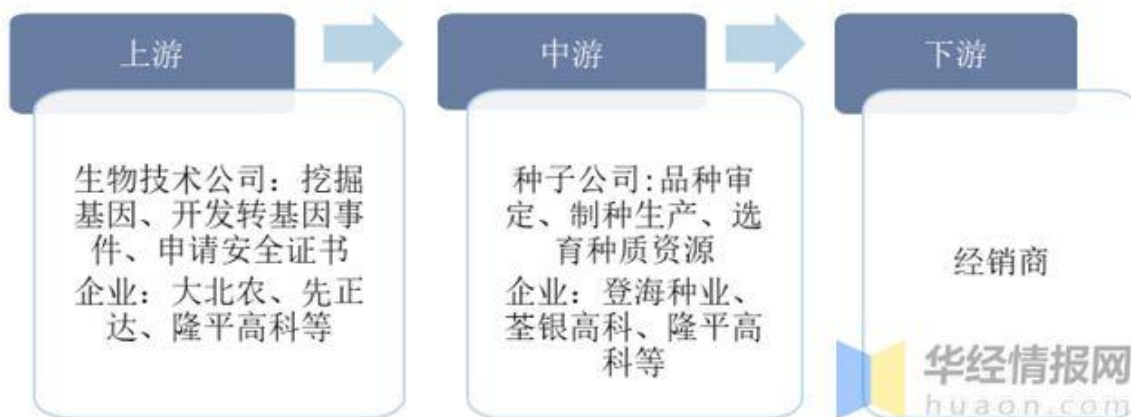 上游
生物技术公司：挖掘
基因、开发转基因事
件、申请安全证书
企业：大北农、先正
达、隆平高科等
中游
种子公司:品种审
定、制种生产、选
育种质资源
企业：登海种业、
荃银高科、隆平高
科等
下游
经销商
华经情报网
huaon.com